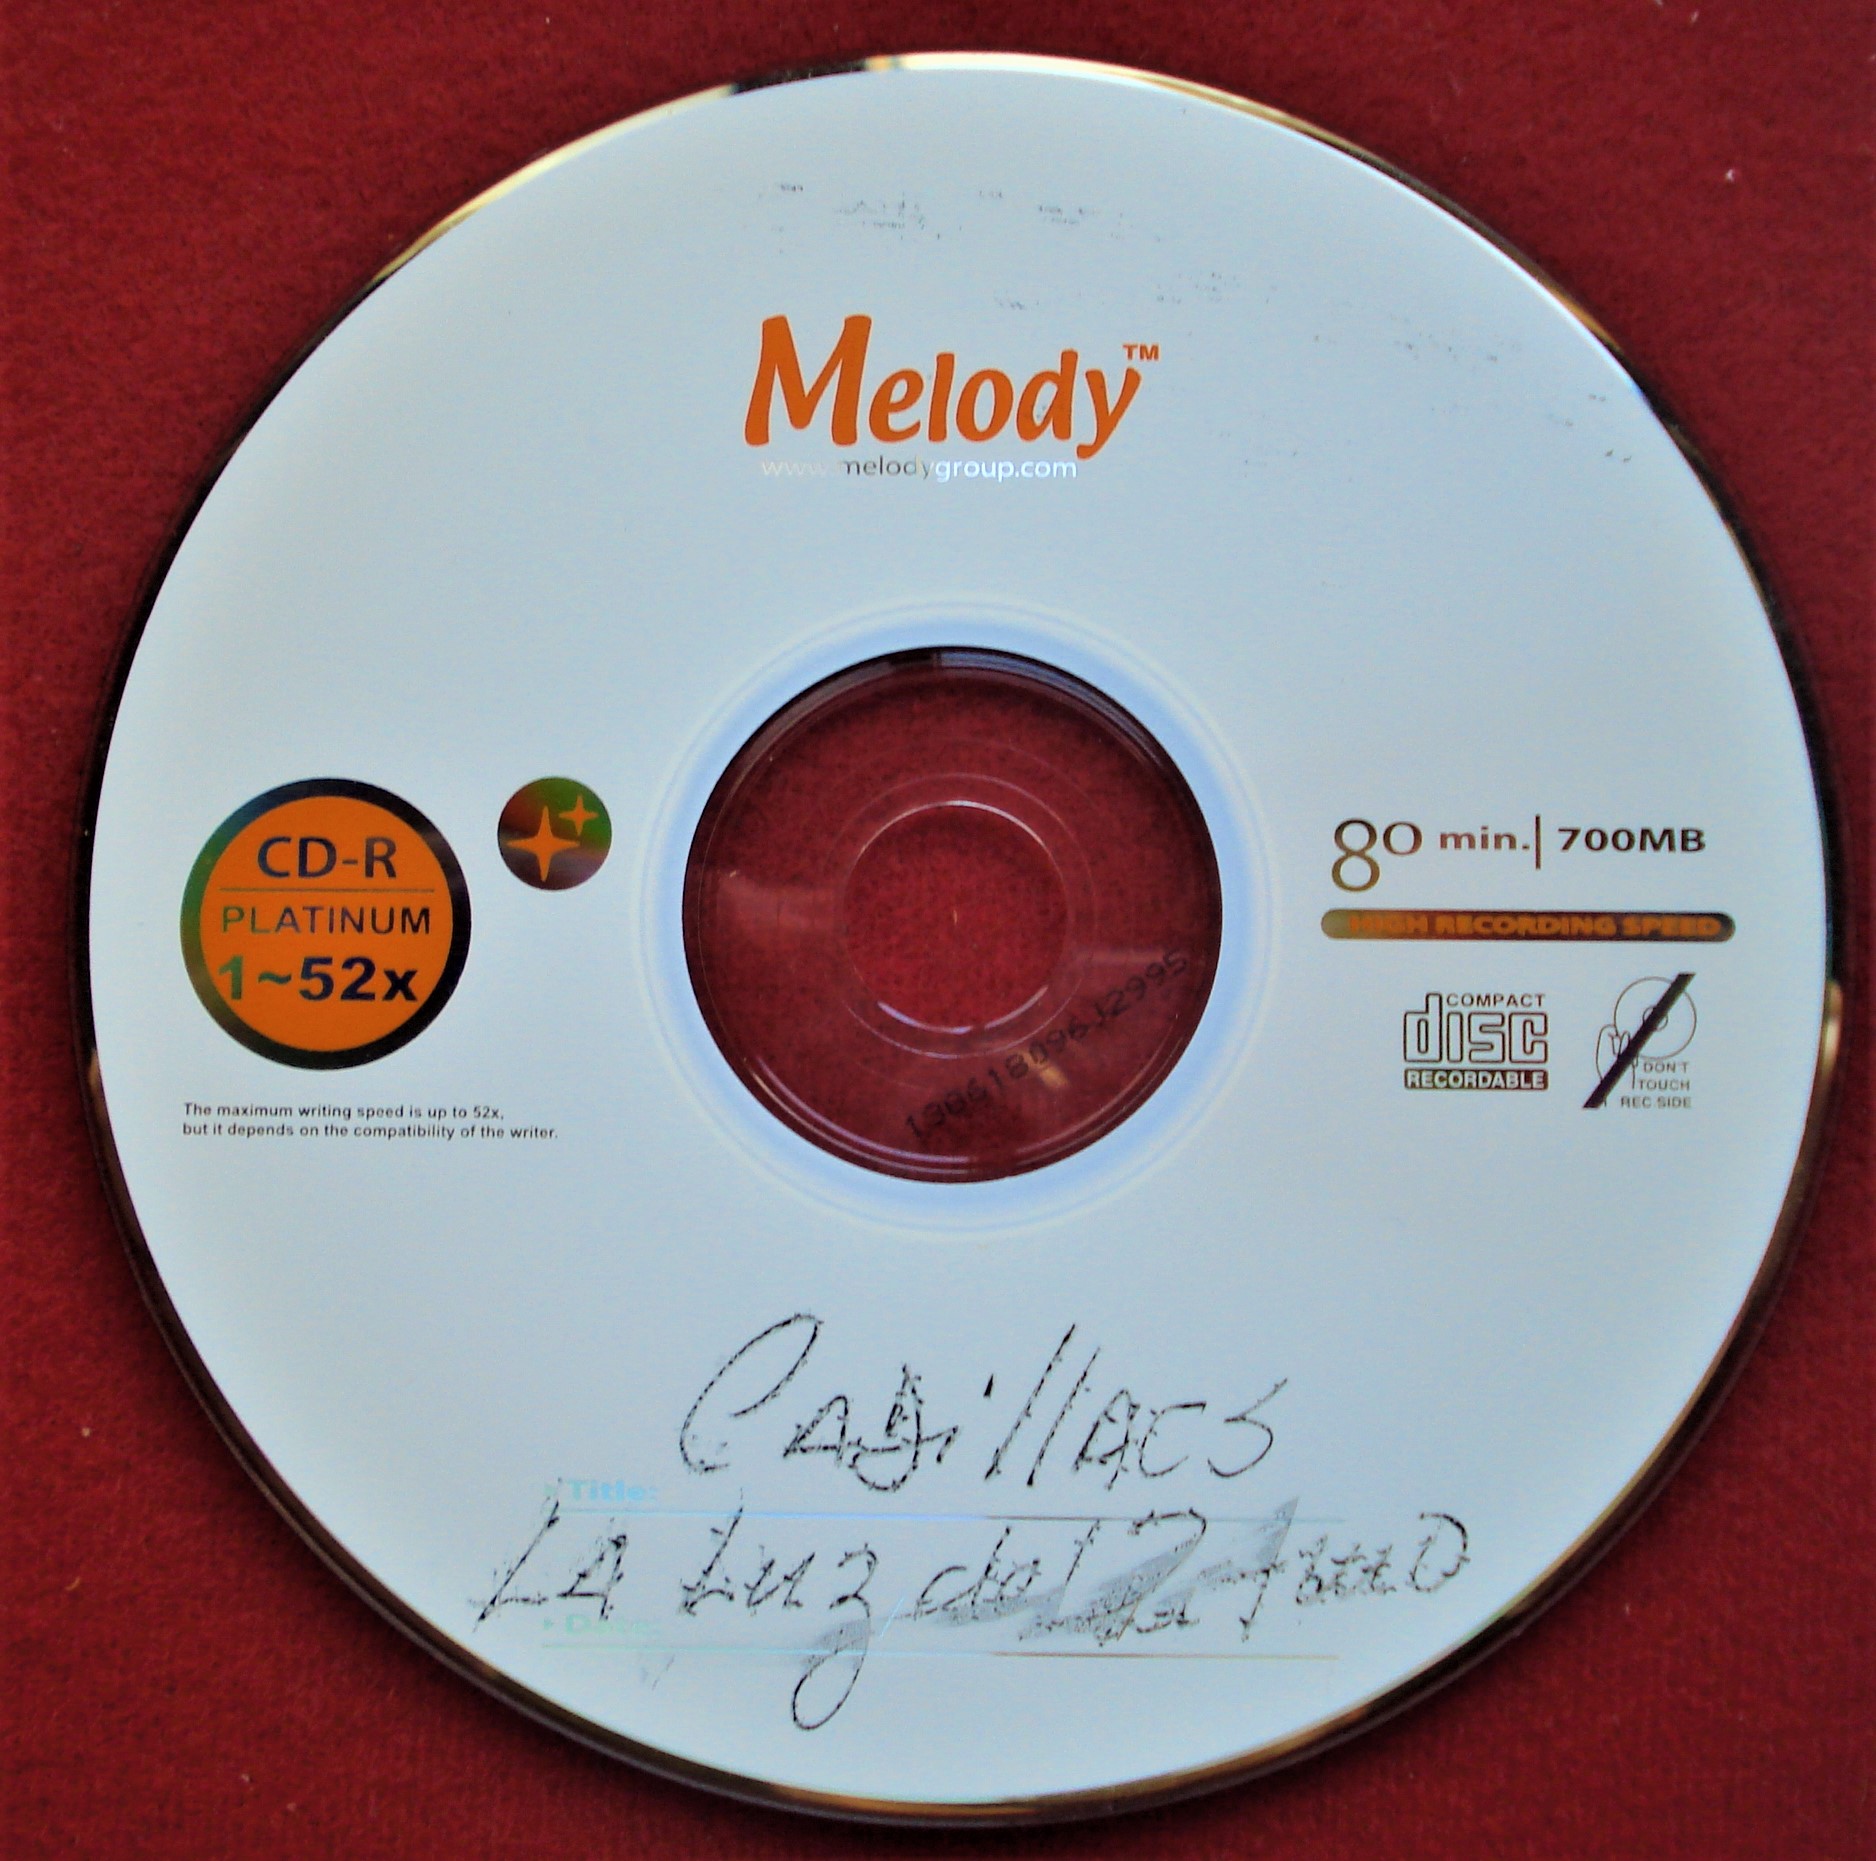 Melody™
www.melodygroup.com
CD-R
PLATINUM
1~52x
The maximum writing speed is up to 52x,
but it depends on the compatibility of the writer.
80 min. | 700MB
HIGH RECORDING SPEED
COMPACT
disc
RECORDABLE
DON'T
TOUCH
REC.SIDE
Cadillacs
Title:
LA Luz del Ritmo
Date: